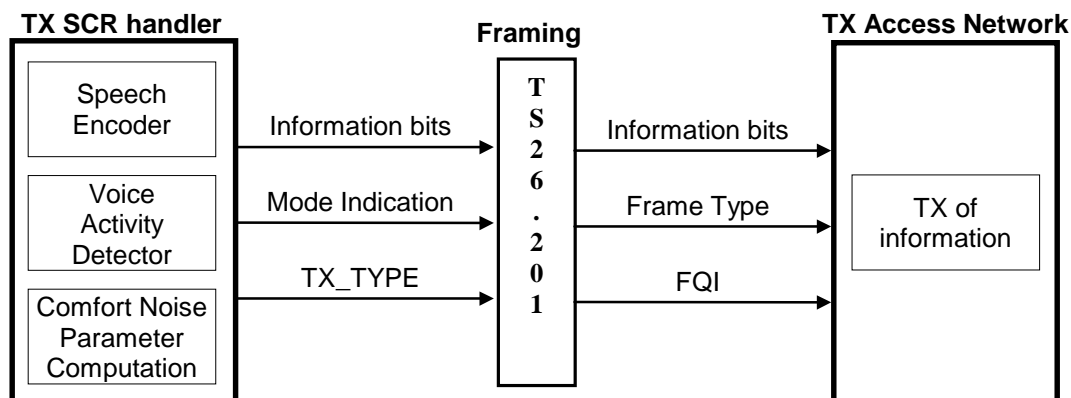 TX SCR handler
Speech
Encoder
Voice
Activity
Detector
Comfort Noise
Parameter
Computation
Information bits
Mode Indication
TX_TYPE
Framing
T
S
2
6
.
2
0
1
Information bits
Frame Type
FQI
TX Access Network
TX of
information